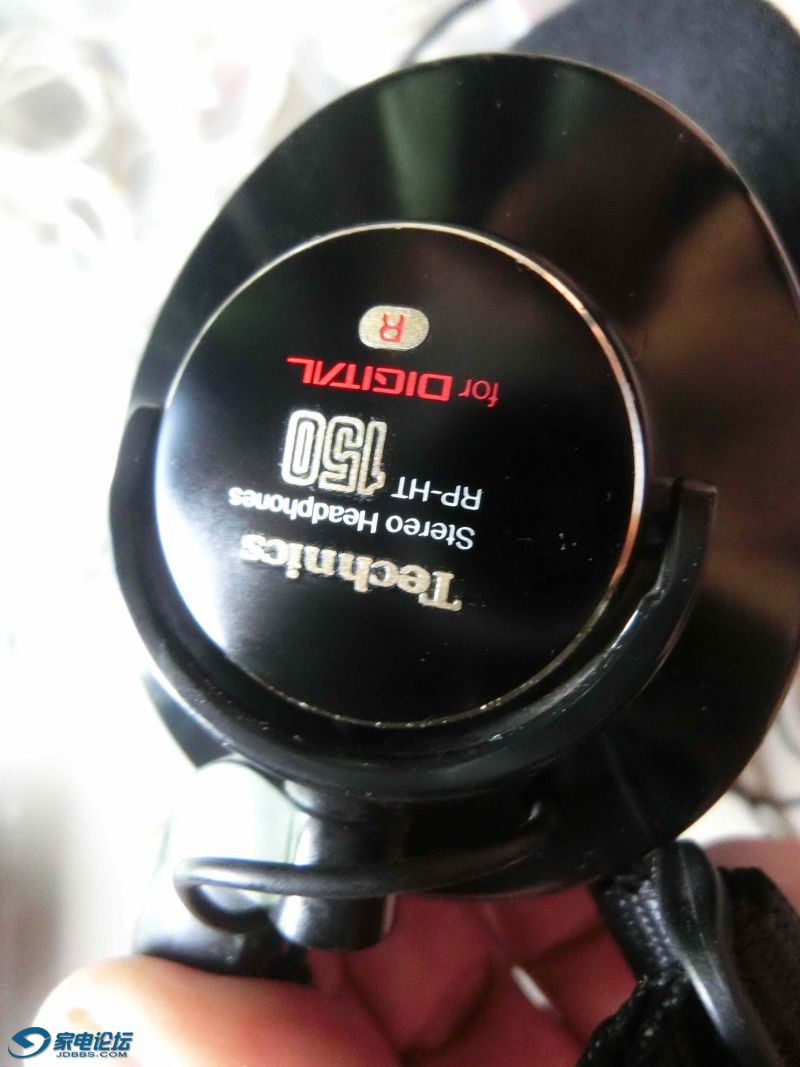 Technics
Stereo Headphones
RP-HT 150
for DIGITAL
R
家电论坛
JDBBS.COM